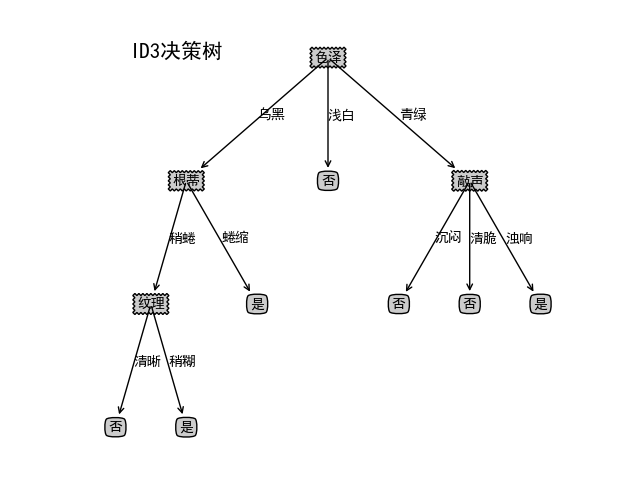 ID3决策树
色泽
乌黑
浅白
青绿
根蒂
否
敲声
稍蜷
蜷缩
沉闷
清脆
浊响
纹理
是
否
否
是
清晰
稍糊
否
是